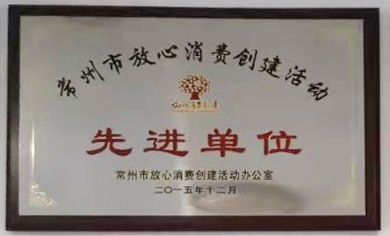 常州市放心消费创建活动
先进单位
常州市放心消费创建活动办公室
二〇一五年十二月